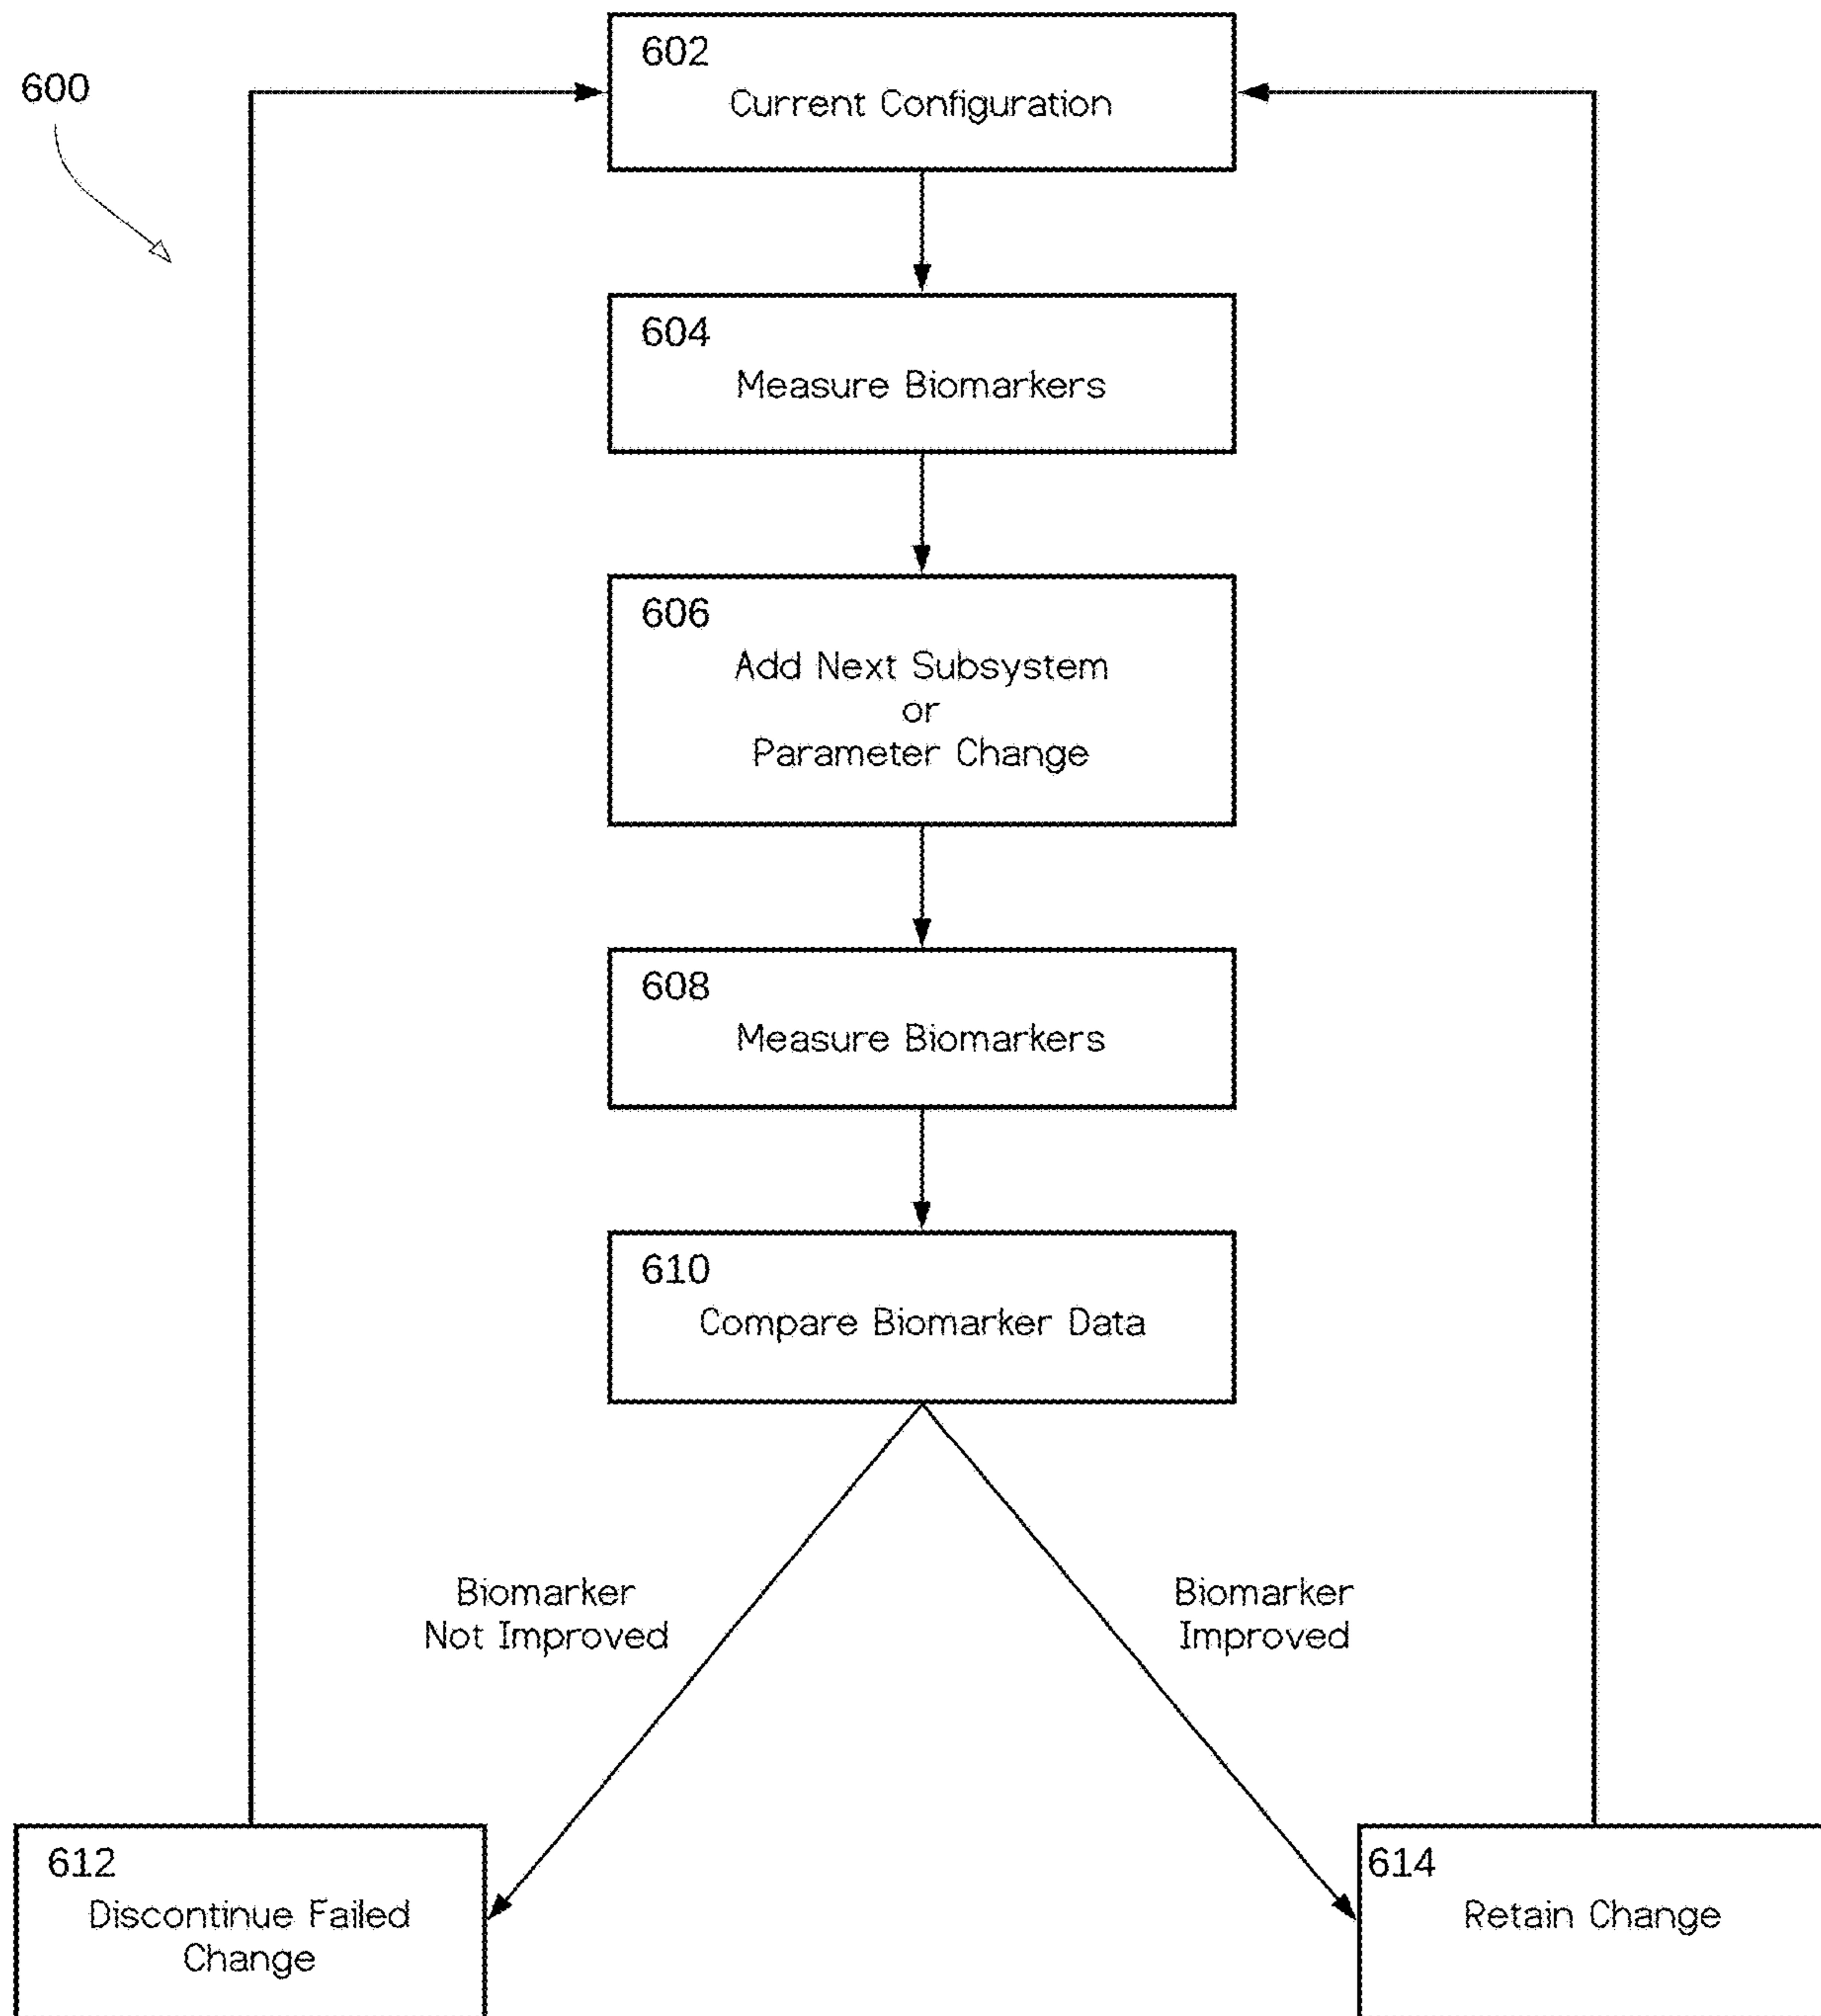 600
602
Current Configuration
604
Measure Biomarkers
606
Add Next Subsystem
or
Parameter Change
608
Measure Biomarkers
610
Compare Biomarker Data
Biomarker
Not Improved
Biomarker
Improved
612
Discontinue Failed
Change
614
Retain Change